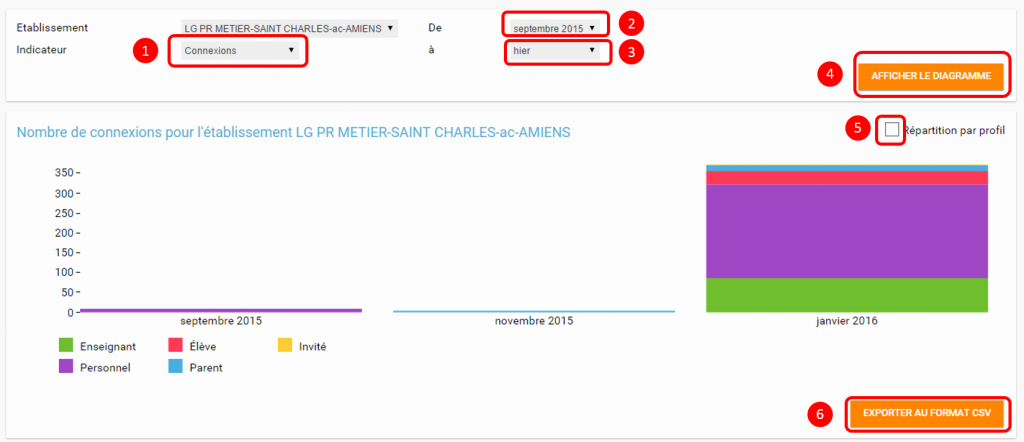 Etablissement LG PR METIER-SAINT CHARLES-ac-AMIENS De septembre 2015 2
Indicateur 1 Connexions à hier 3
4 AFFICHER LE DIAGRAMME
Nombre de connexions pour l'établissement LG PR METIER-SAINT CHARLES-ac-AMIENS 5 Répartition par profil
350
300
250
200
150
100
50
0
septembre 2015 novembre 2015 janvier 2016
Enseignant Élève Invité
Personnel Parent
6 EXPORTER AU FORMAT CSV